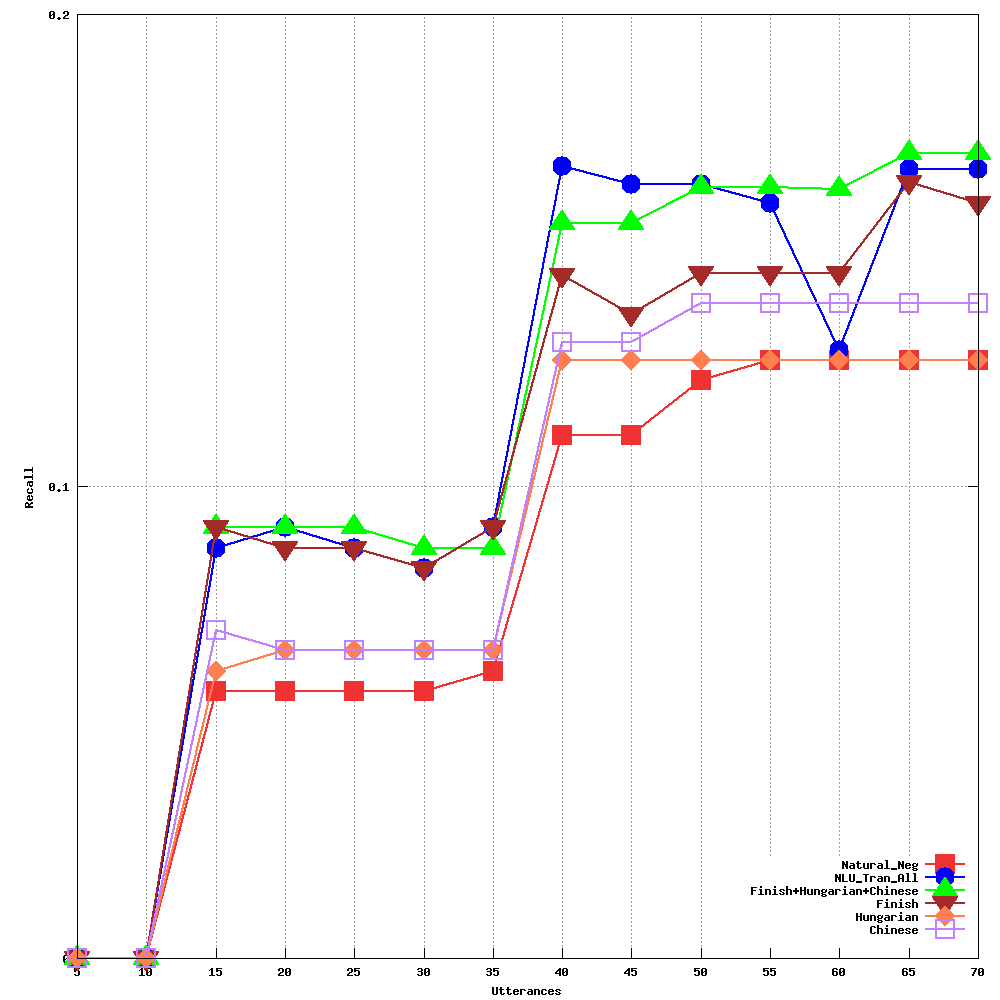 0.2
0.1
0
Recall
5 10 15 20 25 30 35 40 45 50 55 60 65 70
Utterances
Natural_Neg
NLU_Tran_All
Finish+Hungarian+Chinese
Finish
Hungarian
Chinese